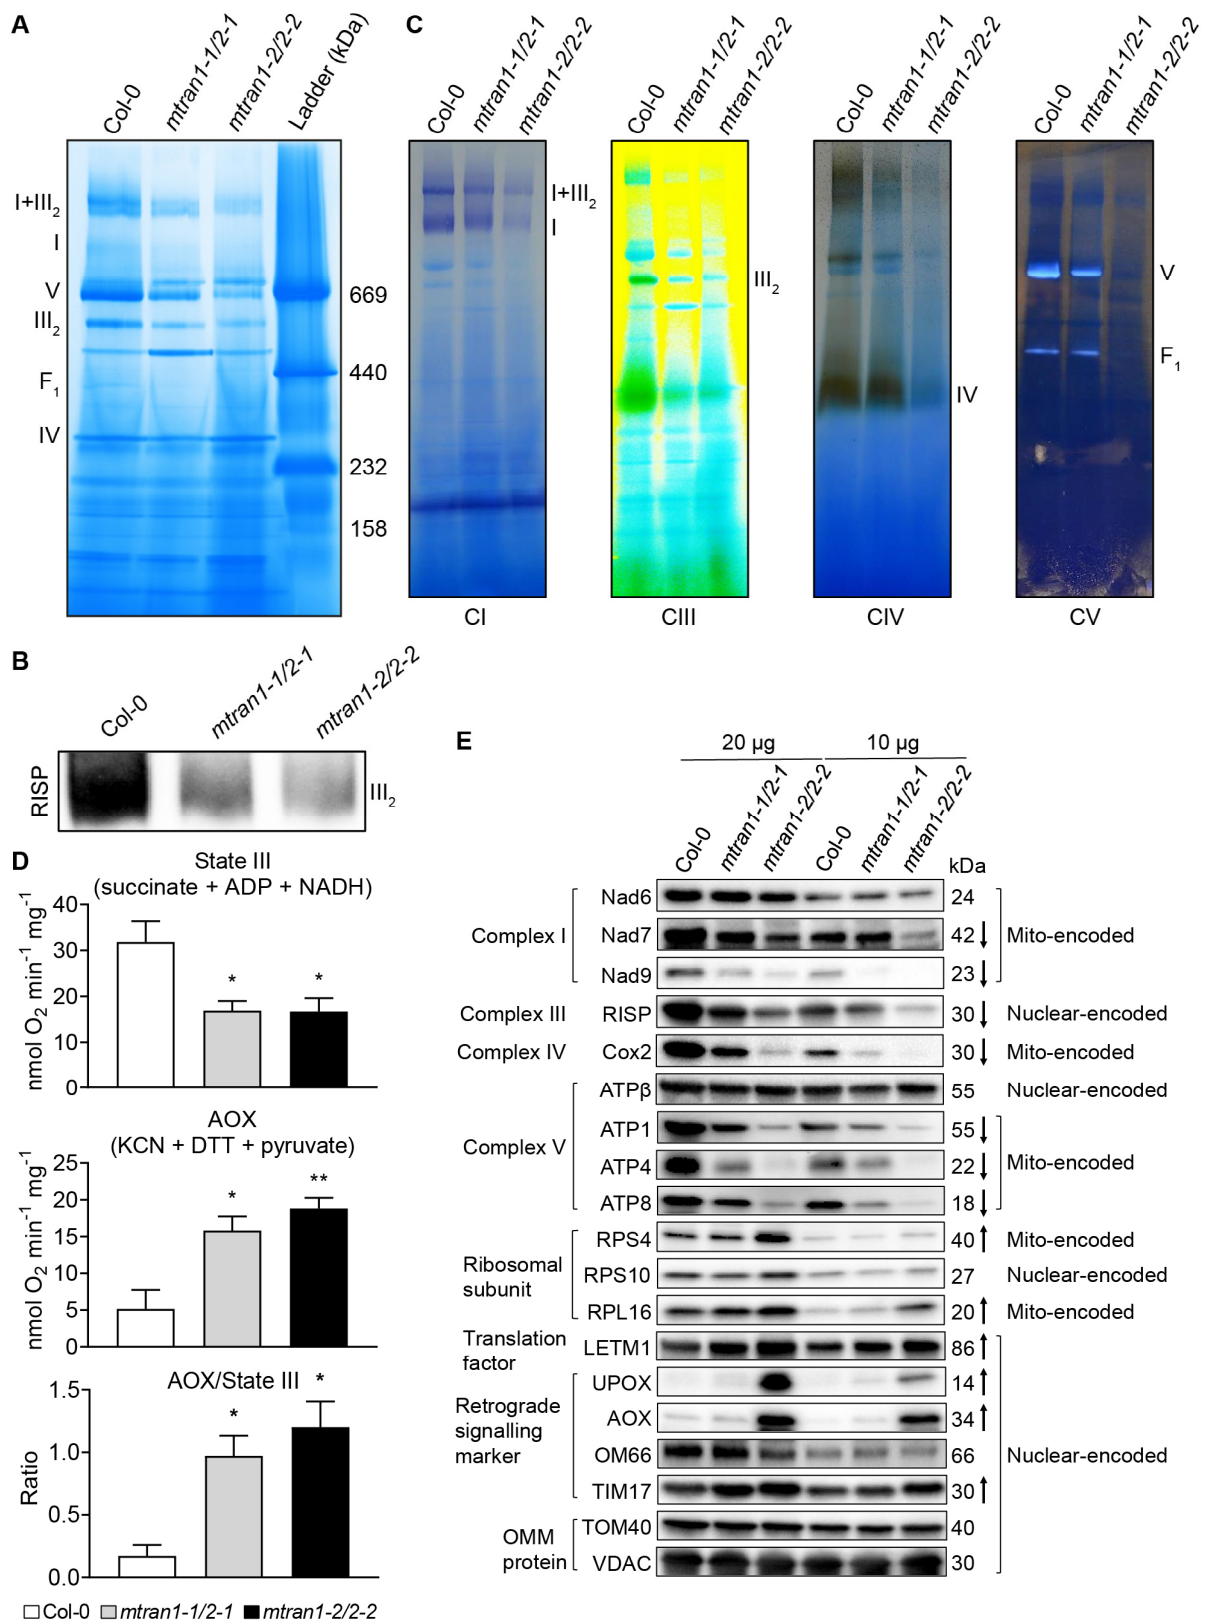 A
Col-0
mtran1-1/2-1
mtran1-2/2-2
Ladder (kDa)
I+III2
I
V
III2
F1
IV
669
440
232
158
C
Col-0
mtran1-1/2-1
mtran1-2/2-2
I+III2
I
CI
Col-0
mtran1-1/2-1
mtran1-2/2-2
III2
CIII
Col-0
mtran1-1/2-1
mtran1-2/2-2
IV
CIV
Col-0
mtran1-1/2-1
mtran1-2/2-2
V
F1
CV
B
Col-0
mtran1-1/2-1
mtran1-2/2-2
RISP
III2
D
State III
(succinate + ADP + NADH)
nmol O2 min-1 mg-1
40
30
20
10
0
* *
AOX
(KCN + DTT + pyruvate)
nmol O2 min-1 mg-1
25
20
15
10
5
0
* **
AOX/State III
Ratio
1.5
1.0
0.5
0.0
* *
Col-0 mtran1-1/2-1 mtran1-2/2-2
E
20 µg 10 µg
Col-0
mtran1-1/2-1
mtran1-2/2-2
Col-0
mtran1-1/2-1
mtran1-2/2-2
kDa
Nad6 24
Complex I Nad7 42↓ Mito-encoded
Nad9 23↓
Complex III RISP 30↓ Nuclear-encoded
Complex IV Cox2 30↓ Mito-encoded
ATPβ 55 Nuclear-encoded
ATP1 55↓
Complex V ATP4 22↓ Mito-encoded
ATP8 18↓
RPS4 40↑ Mito-encoded
Ribosomal
subunit
RPS10 27 Nuclear-encoded
RPL16 20↑ Mito-encoded
Translation
factor
LETM1 86↑
UPOX 14↑
Retrograde
signalling
marker
AOX 34↑
OM66 66 Nuclear-encoded
TIM17 30↑
OMM
protein
TOM40 40
VDAC 30